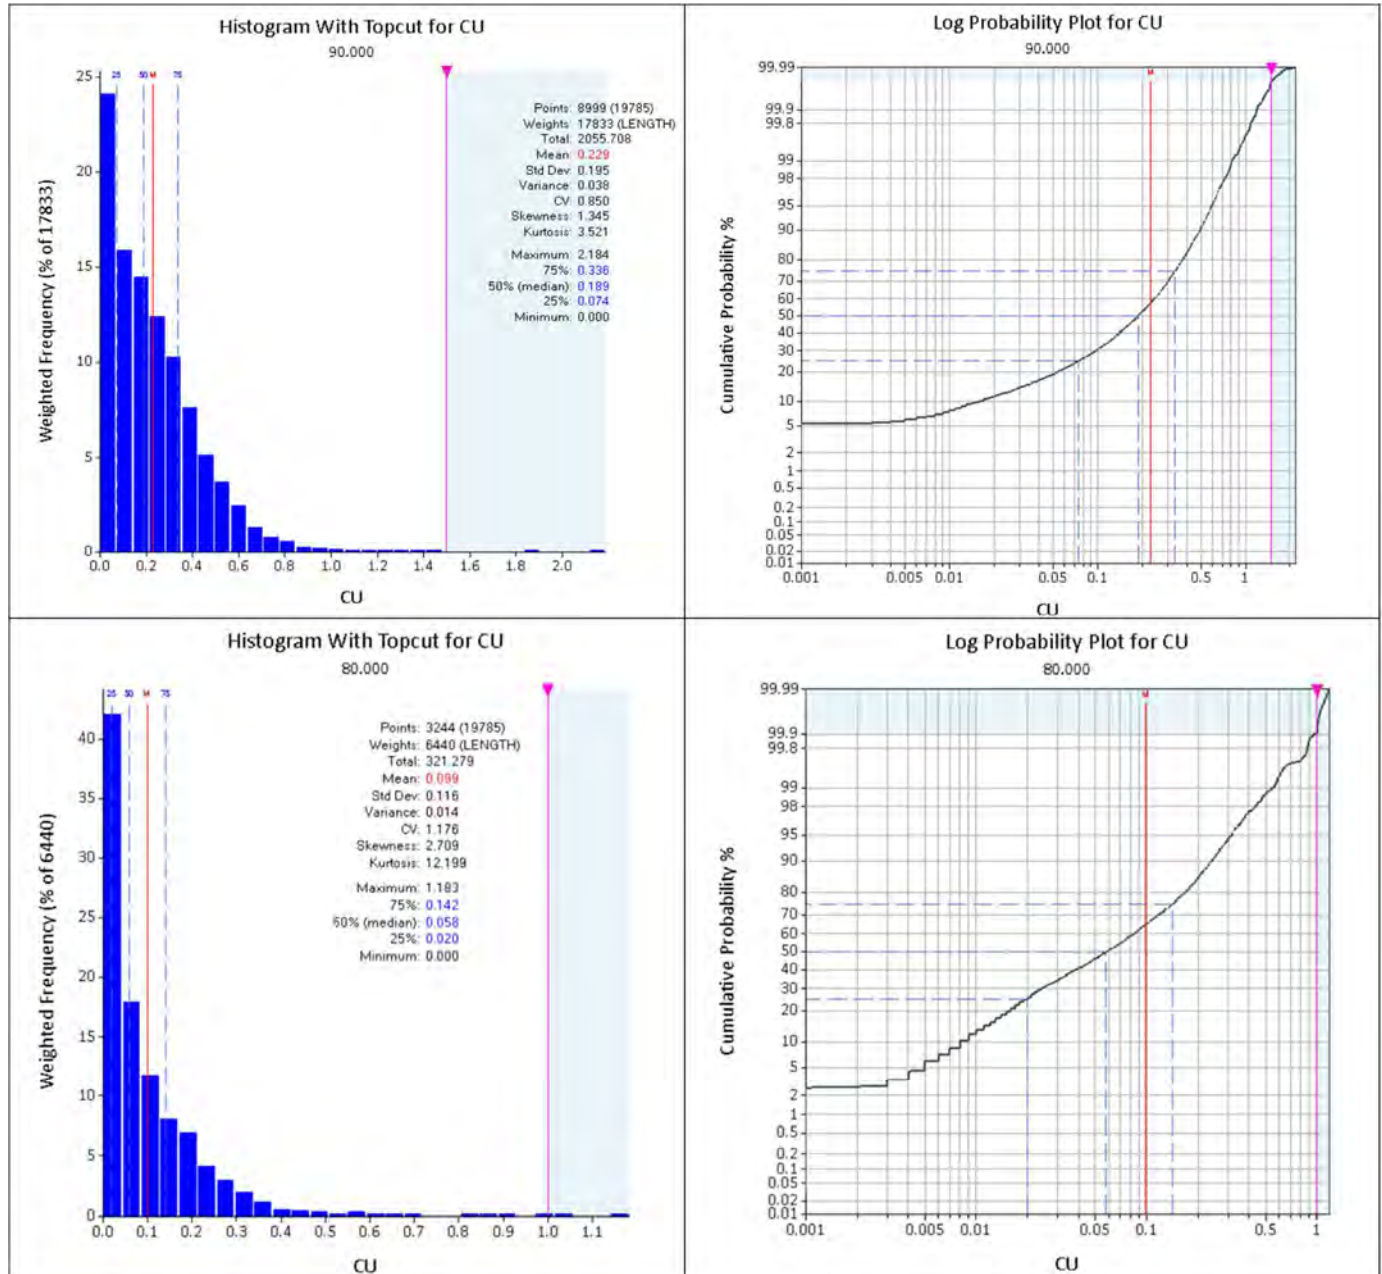 Histogram With Topcut for CU
90.000
25 50 M 75
25
20
15
10
5
0
Weighted Frequency (% of 17833)
Points: 8999 (19785)
Weights: 17833 (LENGTH)
Total: 2055.708
Mean: 0.229
Std Dev: 0.195
Variance: 0.038
CV: 0.850
Skewness: 1.345
Kurtosis: 3.521
Maximum: 2.184
75%: 0.336
50% (median): 0.189
25%: 0.074
Minimum: 0.000
0.0 0.2 0.4 0.6 0.8 1.0 1.2 1.4 1.6 1.8 2.0
CU
Log Probability Plot for CU
90.000
M
99.99
99.9
99.8
99
98
95
90
80
70
60
50
40
30
20
10
5
2
1
0.5
0.2
0.1
0.05
0.02
0.01
Cumulative Probability %
0.001 0.005 0.01 0.05 0.1 0.5 1
CU
Histogram With Topcut for CU
80.000
25 50 M 75
40
35
30
25
20
15
10
5
0
Weighted Frequency (% of 6440)
Points: 3244 (19785)
Weights: 6440 (LENGTH)
Total: 321.279
Mean: 0.099
Std Dev: 0.116
Variance: 0.014
CV: 1.176
Skewness: 2.709
Kurtosis: 12.199
Maximum: 1.183
75%: 0.142
50% (median): 0.058
25%: 0.020
Minimum: 0.000
0.0 0.1 0.2 0.3 0.4 0.5 0.6 0.7 0.8 0.9 1.0 1.1
CU
Log Probability Plot for CU
80.000
M
99.99
99.9
99.8
99
98
95
90
80
70
60
50
40
30
20
10
5
2
1
0.5
0.2
0.1
0.05
0.02
0.01
Cumulative Probability %
0.001 0.005 0.01 0.05 0.1 0.5 1
CU